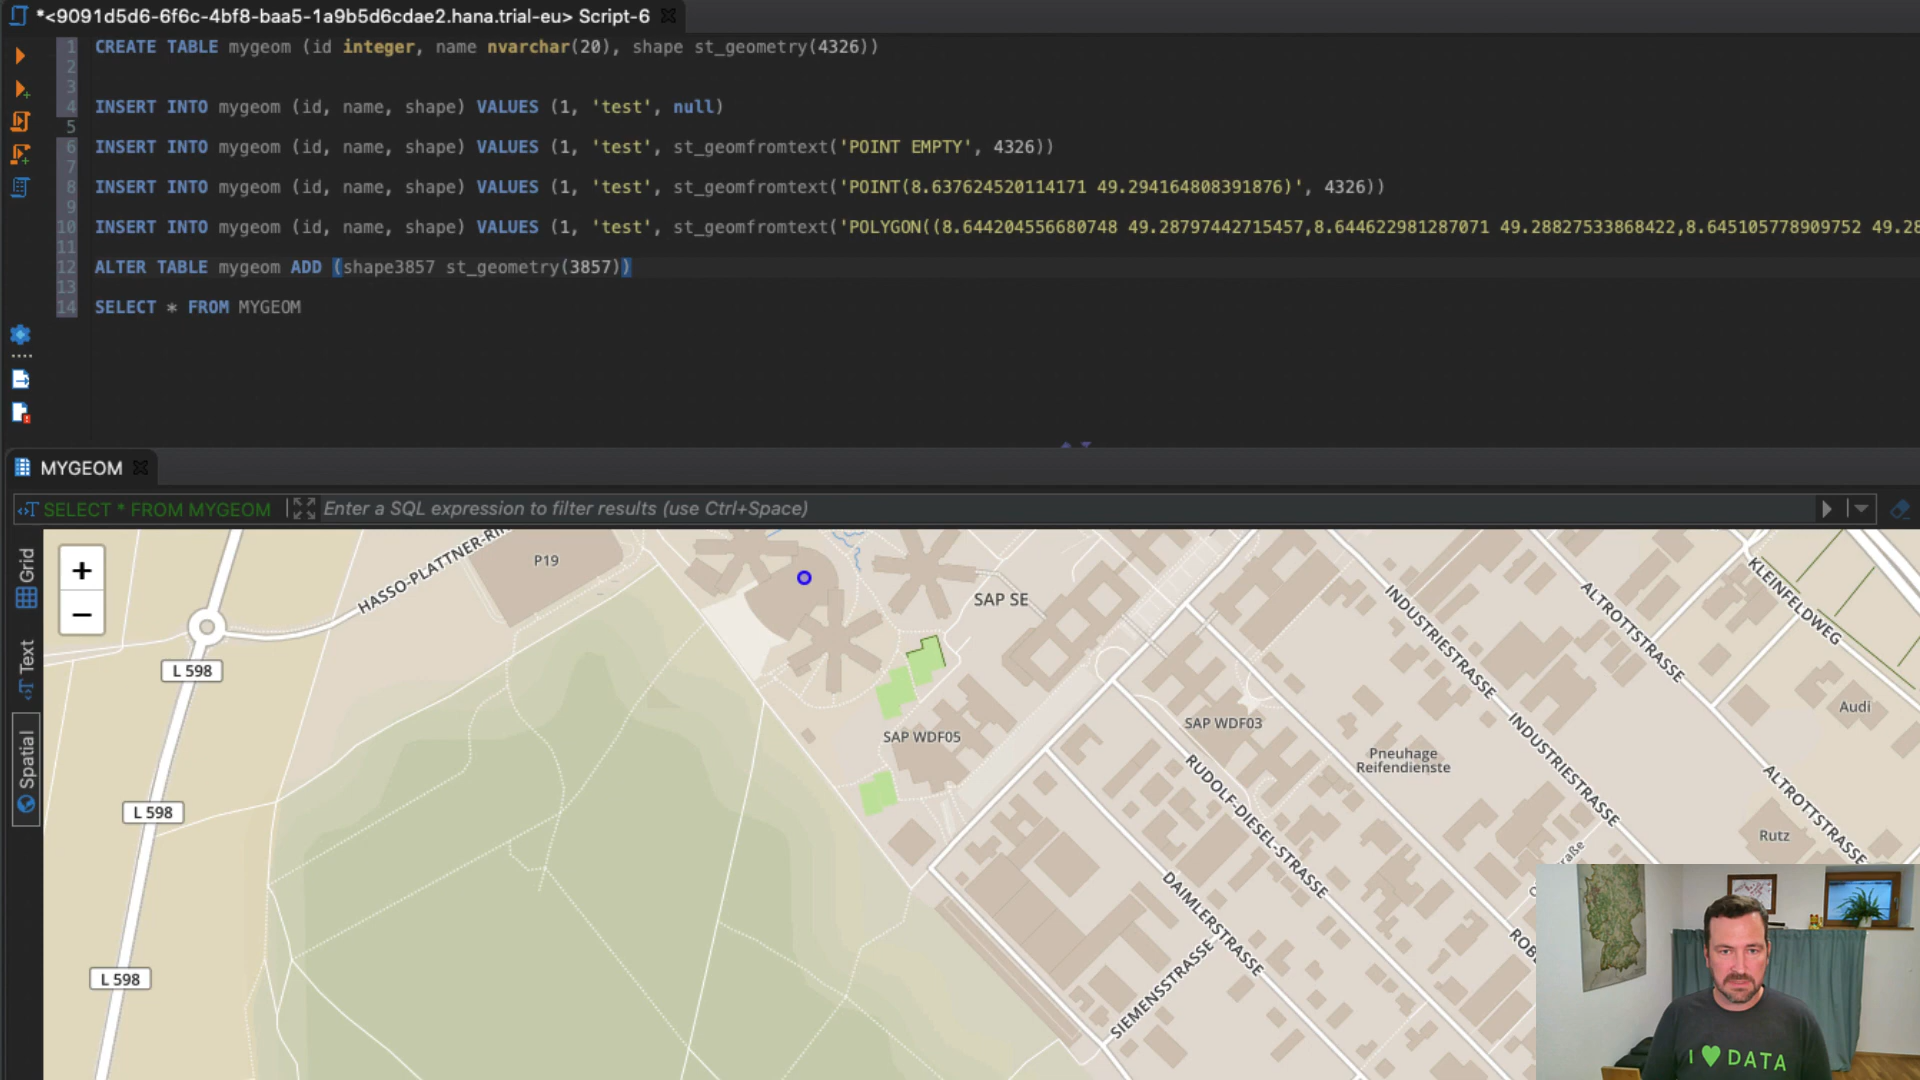 *<9091d5d6-6f6c-4bf8-baa5-1a9b5d6cdae2.hana.trial-eu> Script-6
1 CREATE TABLE mygeom (id integer, name nvarchar(20), shape st_geometry(4326))
2
3
4 INSERT INTO mygeom (id, name, shape) VALUES (1, 'test', null)
5
6 INSERT INTO mygeom (id, name, shape) VALUES (1, 'test', st_geomfromtext('POINT EMPTY', 4326))
7
8 INSERT INTO mygeom (id, name, shape) VALUES (1, 'test', st_geomfromtext('POINT(8.637624520114171 49.294164808391876)', 4326))
9
10 INSERT INTO mygeom (id, name, shape) VALUES (1, 'test', st_geomfromtext('POLYGON((8.644204556680748 49.28797442715457,8.644622981287071 49.28827533868422,8.645105778909752 49.28
11
12 ALTER TABLE mygeom ADD (shape3857 st_geometry(3857))
13
14 SELECT * FROM MYGEOM
MYGEOM
SELECT * FROM MYGEOM Enter a SQL expression to filter results (use Ctrl+Space)
Grid
Text
Spatial
+
−
HASSO-PLATTNER-RIN
P19
SAP SE
L 598
L 598
L 598
SAP WDF05
SAP WDF03
Pneuhage
Reifendienste
INDUSTRIESTRASSE
INDUSTRIESTRASSE
ALTROTTSTRASSE
ALTROTTSTRASSE
KLEINFELDWEG
Audi
Rutz
RUDOLF-DIESEL-STRASSE
DAIMLERSTRASSE
SIEMENSSTRASSE
ROB
I ♥ DATA